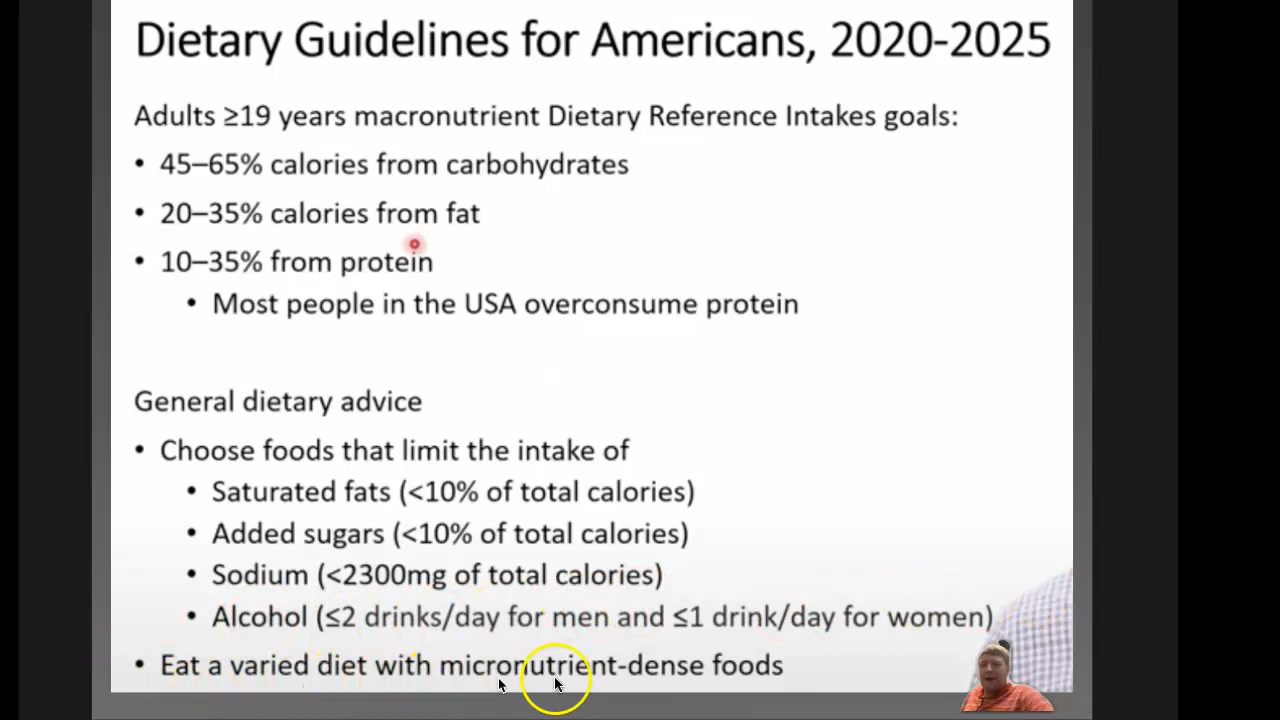 Dietary Guidelines for Americans, 2020-2025
Adults ≥19 years macronutrient Dietary Reference Intakes goals:
• 45–65% calories from carbohydrates
• 20–35% calories from fat
• 10–35% from protein
• Most people in the USA overconsume protein
General dietary advice
• Choose foods that limit the intake of
• Saturated fats (<10% of total calories)
• Added sugars (<10% of total calories)
• Sodium (<2300mg of total calories)
• Alcohol (≤2 drinks/day for men and ≤1 drink/day for women)
• Eat a varied diet with micronutrient-dense foods